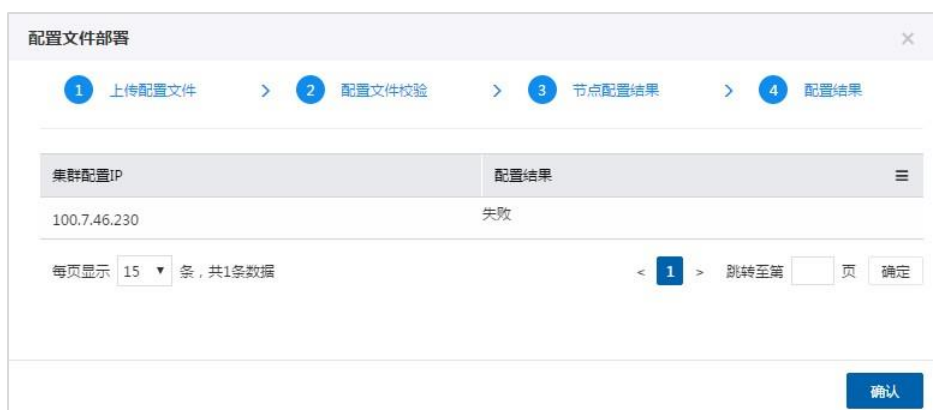 配置文件部署
1 上传配置文件 > 2 配置文件校验 > 3 节点配置结果 > 4 配置结果
集群配置IP 配置结果
100.7.46.230 失败
每页显示 15 条，共1条数据 < 1 > 跳转至第 页 确定
确认